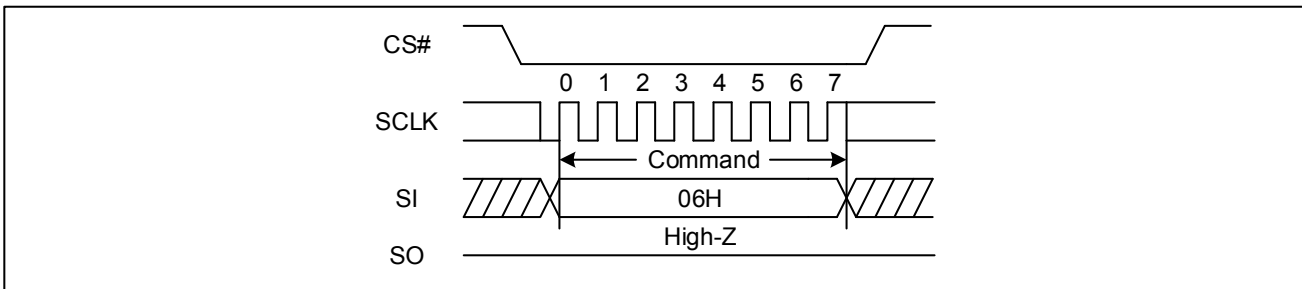 CS#
0 1 2 3 4 5 6 7
SCLK
Command
SI
06H
High-Z
SO